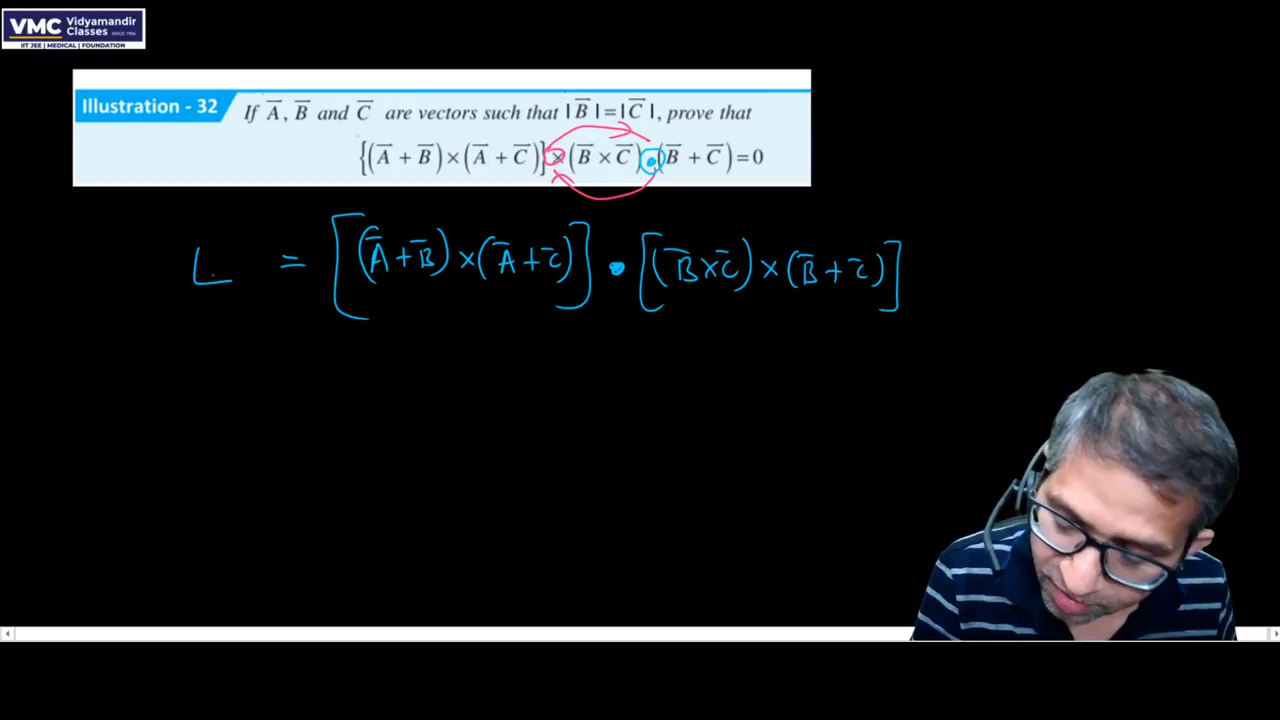 VMC Vidyamandir Classes SINCE 1986
IIT JEE | MEDICAL | FOUNDATION
Illustration - 32 If A̅, B̅ and C̅ are vectors such that |B̅| = |C̅|, prove that
{(A̅ + B̅) × (A̅ + C̅)} × (B̅ × C̅) • (B̅ + C̅) = 0
L = [(A̅ + B̅) × (A̅ + C̅)] • [(B̅ × C̅) × (B̅ + C̅)]